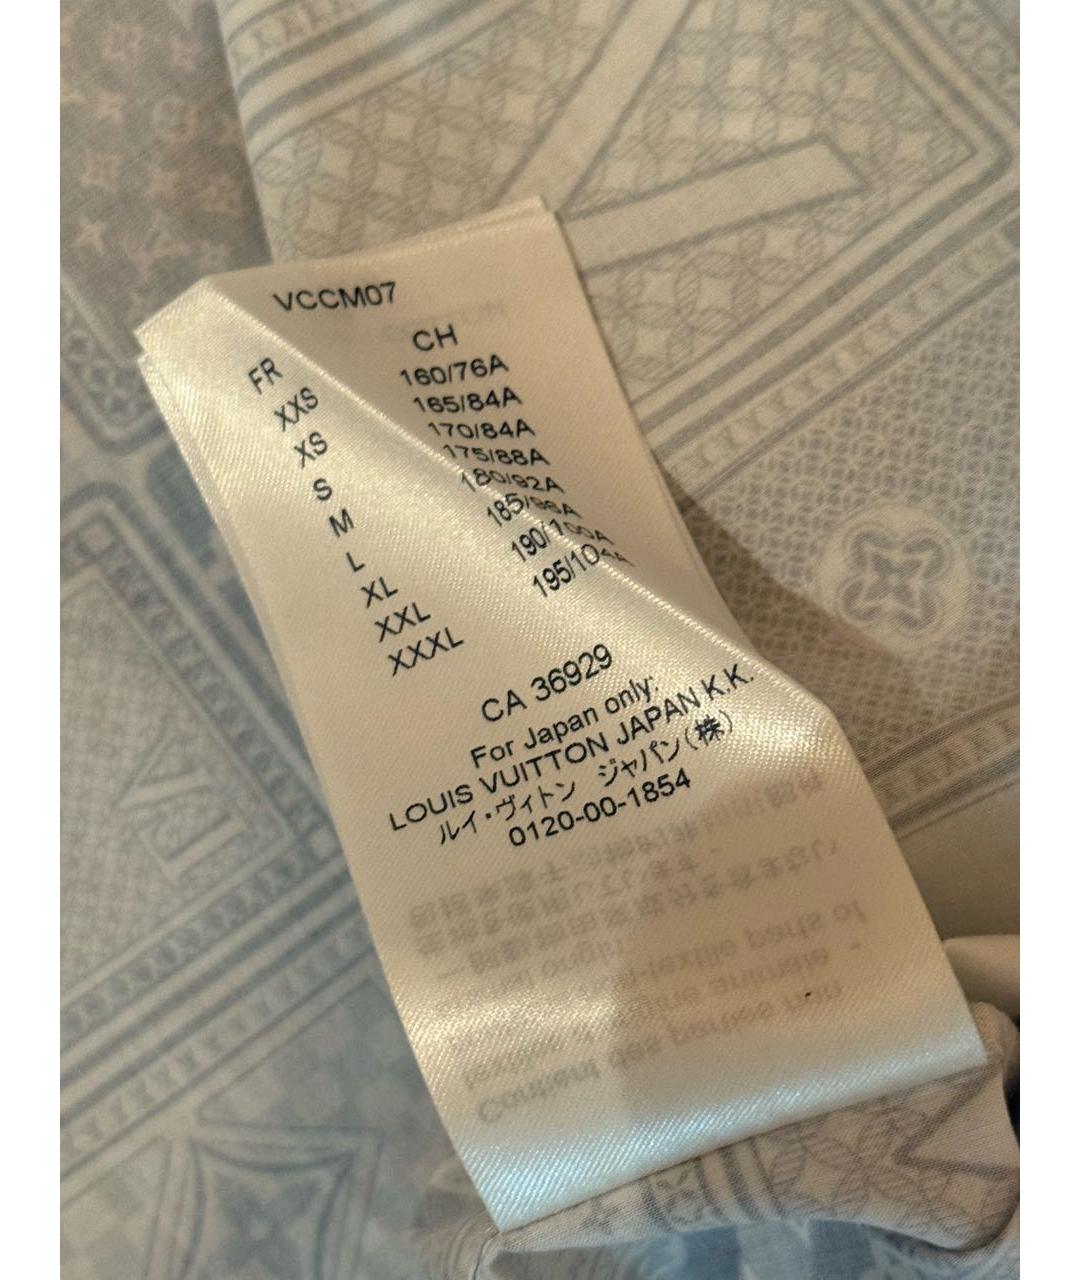 VCCM07
FR CH
XXS 160/76A
XS 165/84A
S 170/84A
M 175/88A
L 180/92A
XL 185/96A
XXL 190/100A
XXXL 195/104A
CA 36929
For Japan only:
LOUIS VUITTON JAPAN K.K.
ルイ・ヴィトン ジャパン(株)
0120-00-1854